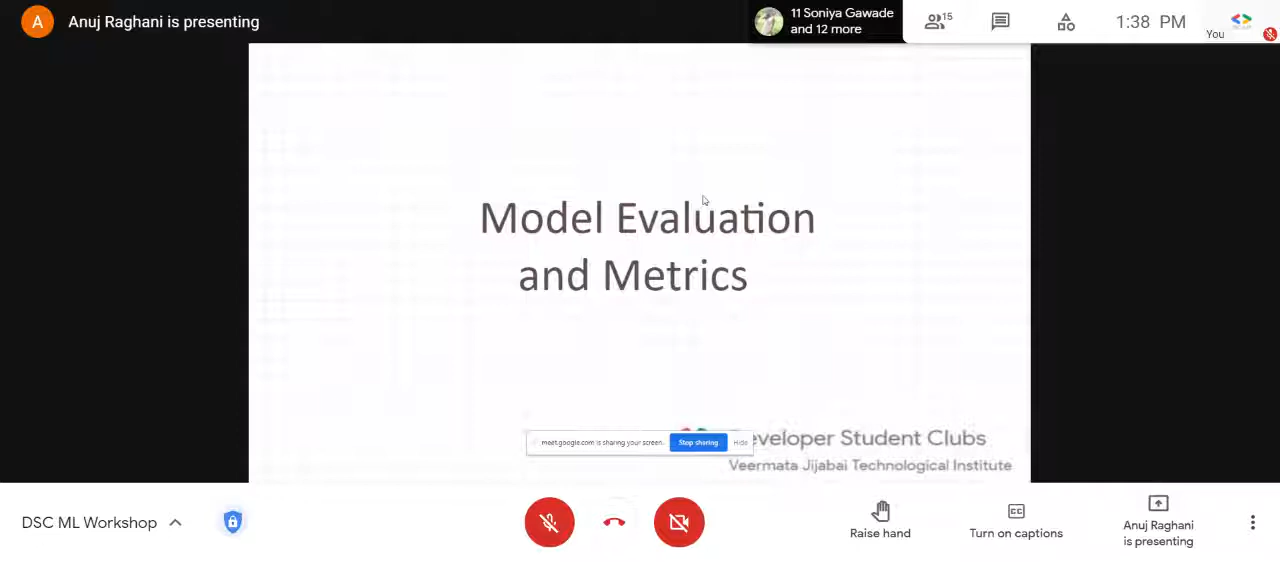 A
Anuj Raghani is presenting
11 Soniya Gawade
and 12 more
15
1:38 PM
You
Model Evaluation
and Metrics
meet.google.com is sharing your screen.
Stop sharing
Hide
eveloper Student Clubs
Veermata Jijabai Technological Institute
DSC ML Workshop
Raise hand
CC
Turn on captions
Anuj Raghani
is presenting